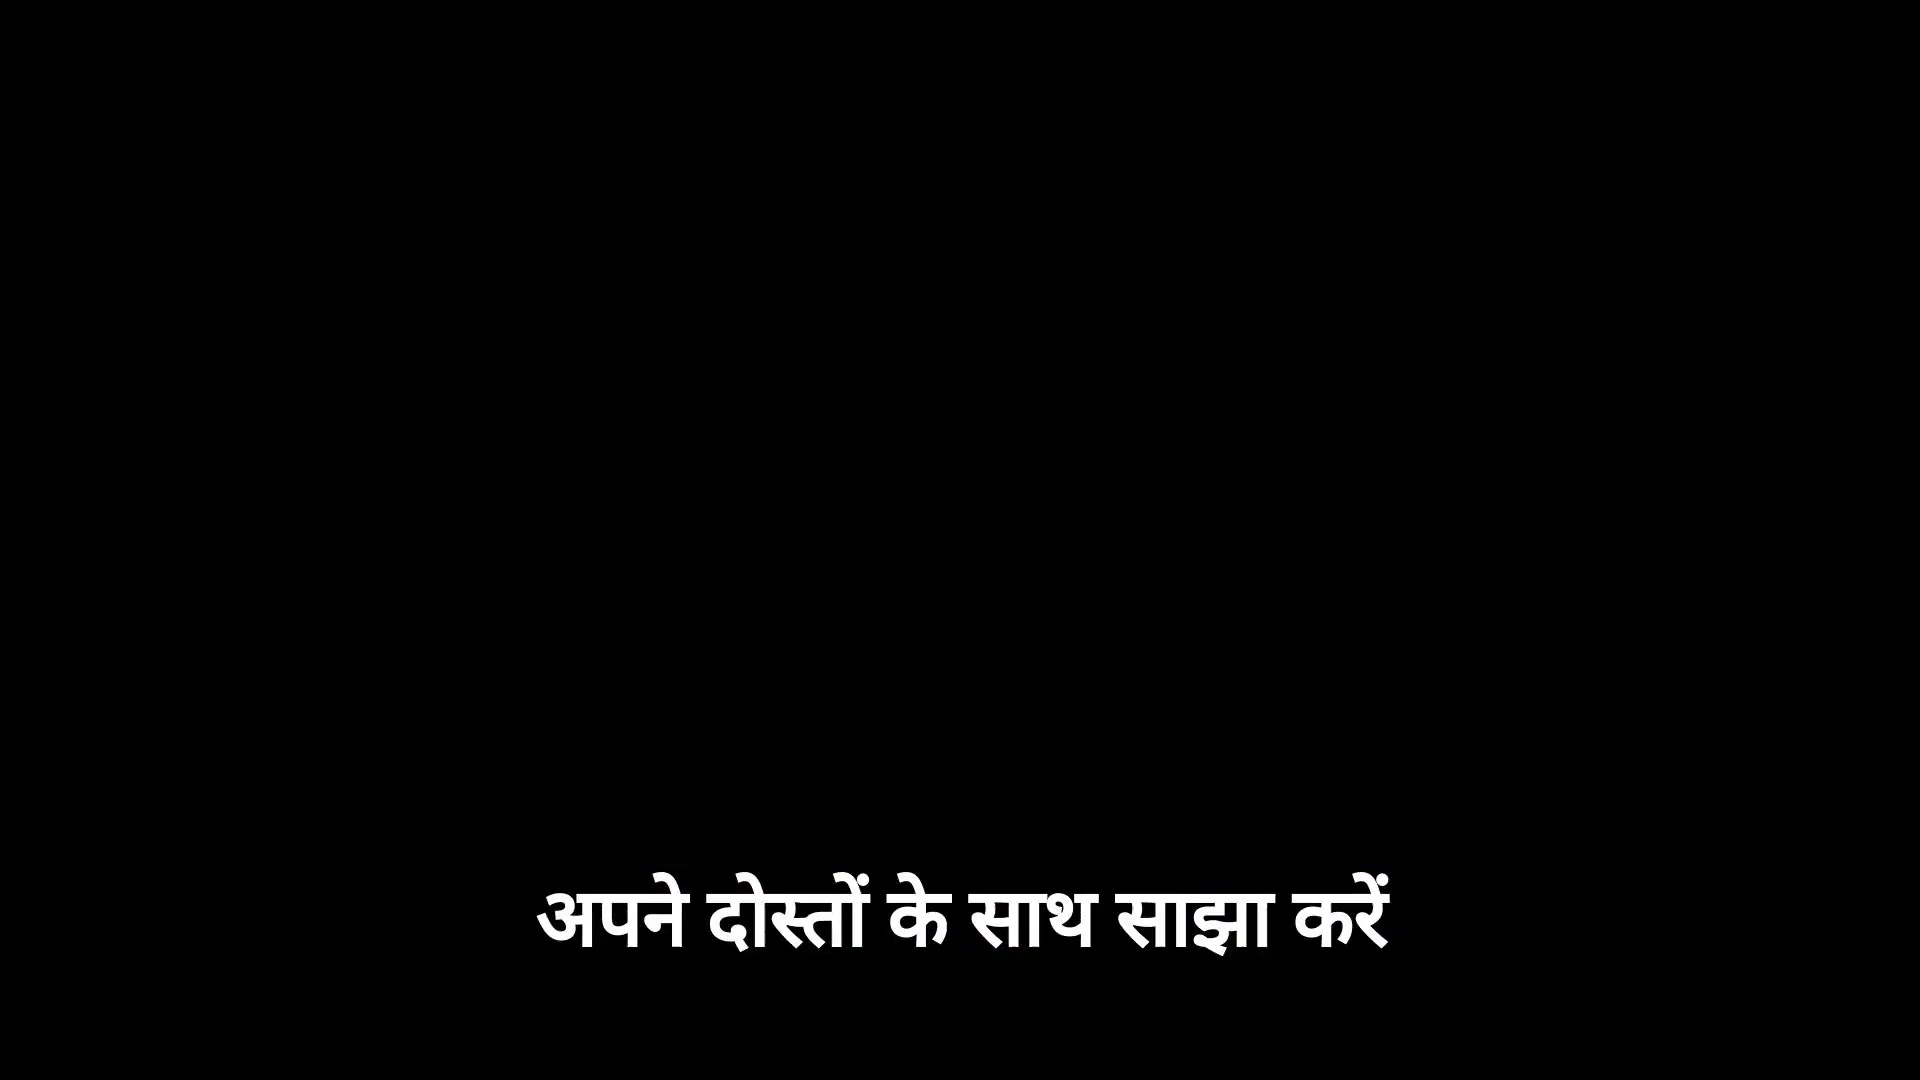 अपने दोस्तों के साथ साझा करें